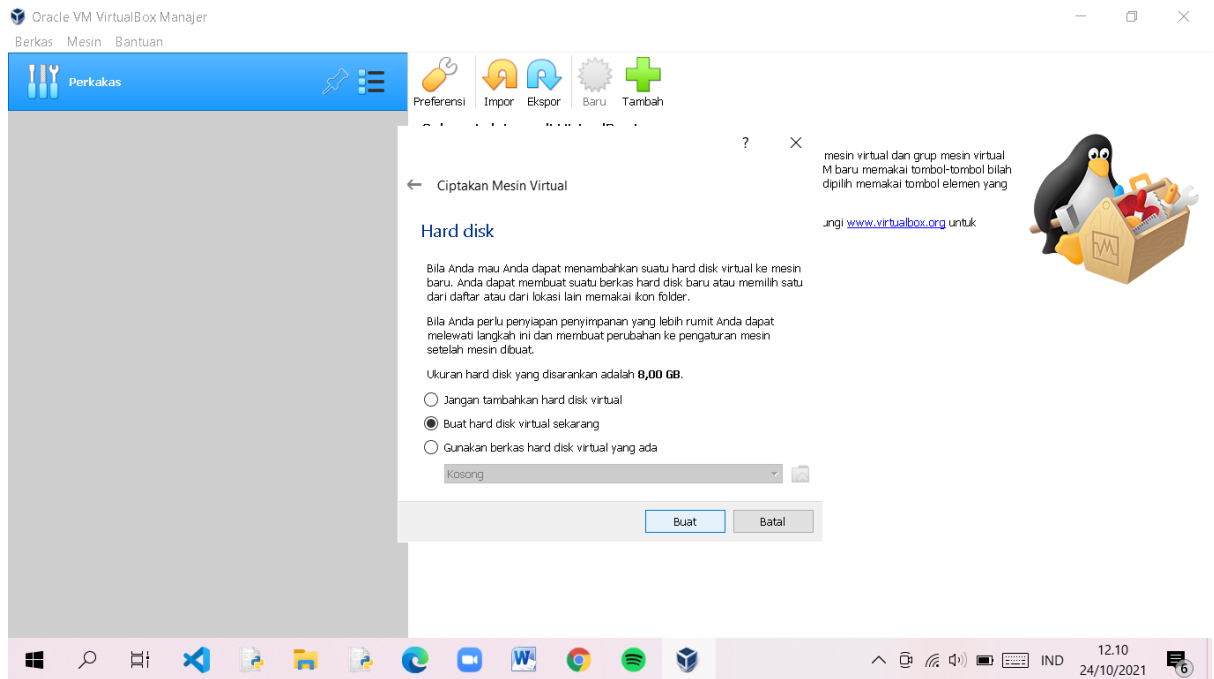 Oracle VM VirtualBox Manajer
Berkas Mesin Bantuan
Perkakas
Preferensi Impor Ekspor Baru Tambah
?
mesin virtual dan grup mesin virtual
M baru memakai tombol-tombol bilah
dipilih memakai tombol elemen yang
ungi www.virtualbox.org untuk
Ciptakan Mesin Virtual
Hard disk
Bila Anda mau Anda dapat menambahkan suatu hard disk virtual ke mesin
baru. Anda dapat membuat suatu berkas hard disk baru atau memilih satu
dari daftar atau dari lokasi lain memakai ikon folder.
Bila Anda perlu penyiapan penyimpanan yang lebih rumit Anda dapat
melewati langkah ini dan membuat perubahan ke pengaturan mesin
setelah mesin dibuat.
Ukuran hard disk yang disarankan adalah 8,00 GB.
Jangan tambahkan hard disk virtual
Buat hard disk virtual sekarang
Gunakan berkas hard disk virtual yang ada
Kosong
Buat Batal
IND
12.10
24/10/2021
6